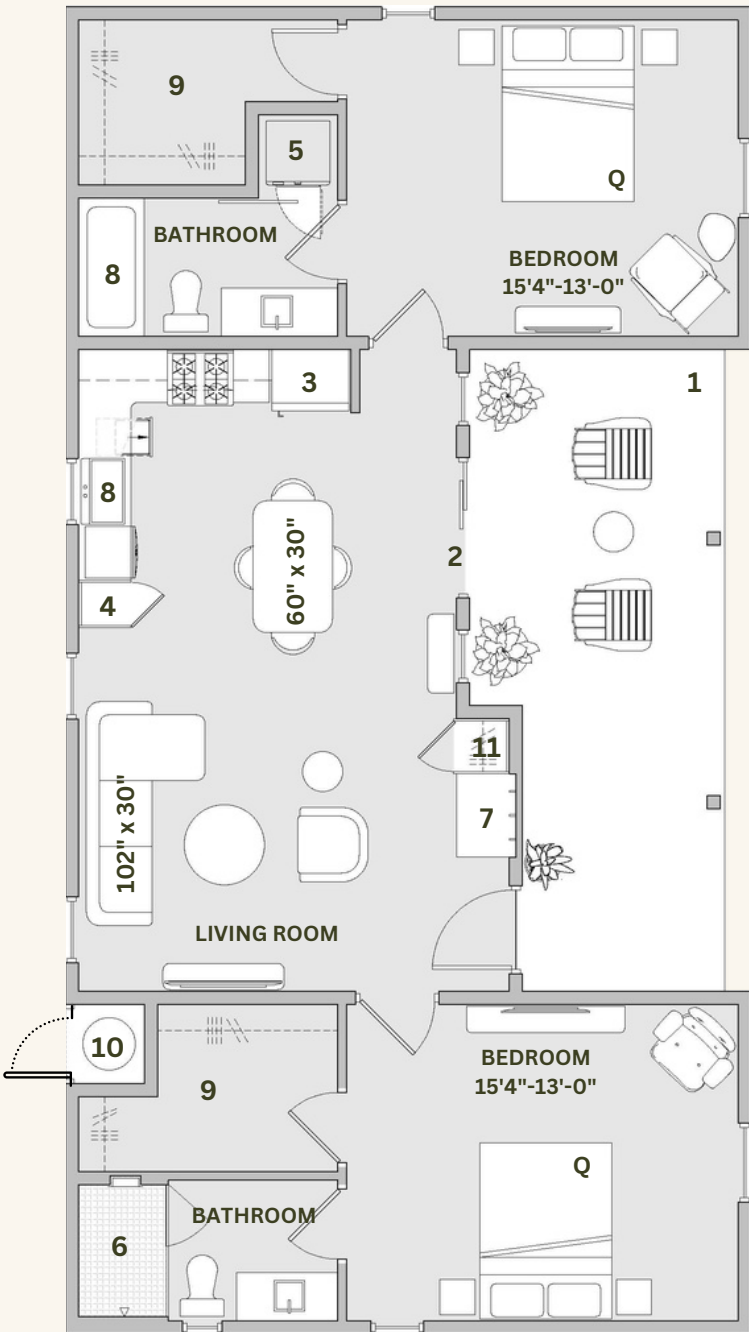 9
5
Q
BATHROOM
8
BEDROOM
15'4"-13'-0"
3
1
8
60" x 30"
2
4
11
102" x 30"
7
LIVING ROOM
10
9
BEDROOM
15'4"-13'-0"
Q
BATHROOM
6